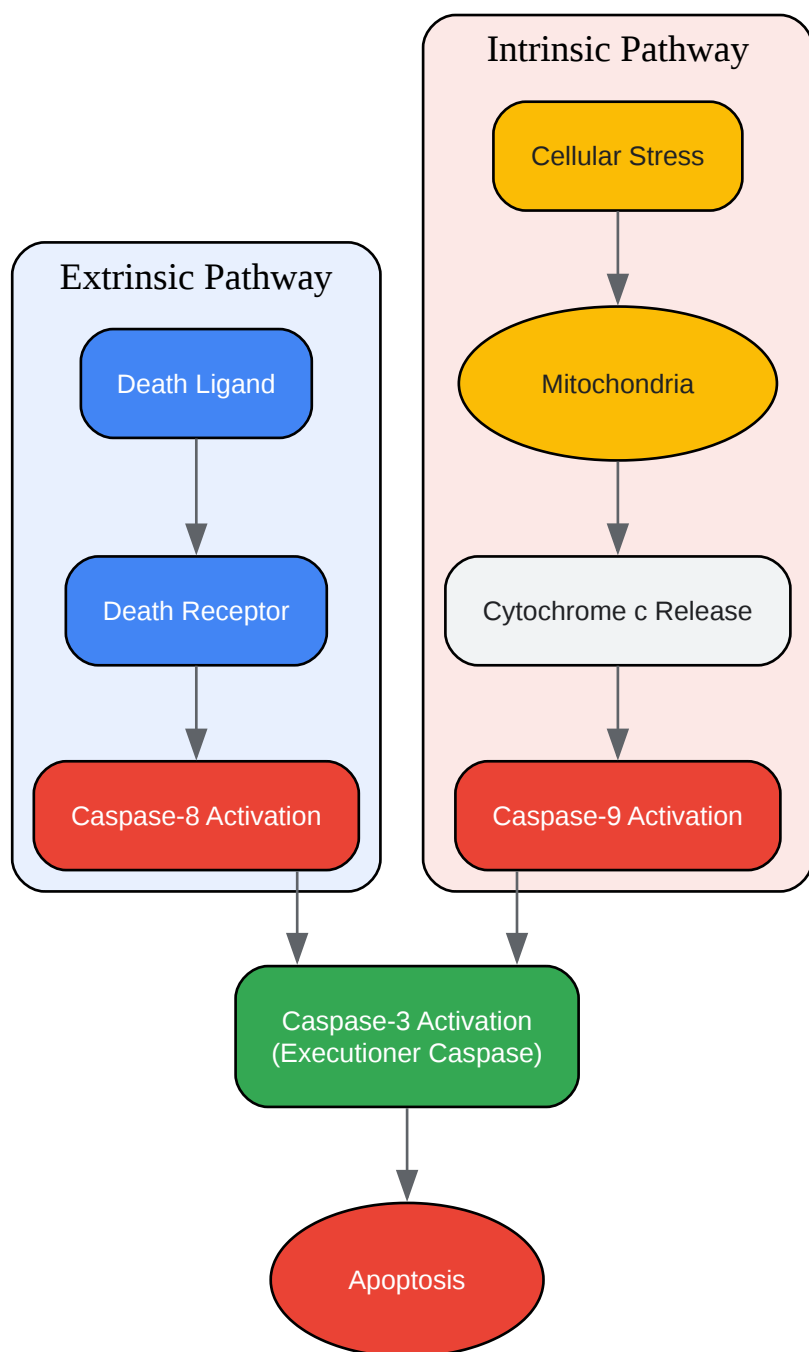 Extrinsic Pathway
Death Ligand
Death Receptor
Caspase-8 Activation
Intrinsic Pathway
Cellular Stress
Mitochondria
Cytochrome c Release
Caspase-9 Activation
Caspase-3 Activation
(Executioner Caspase)
Apoptosis